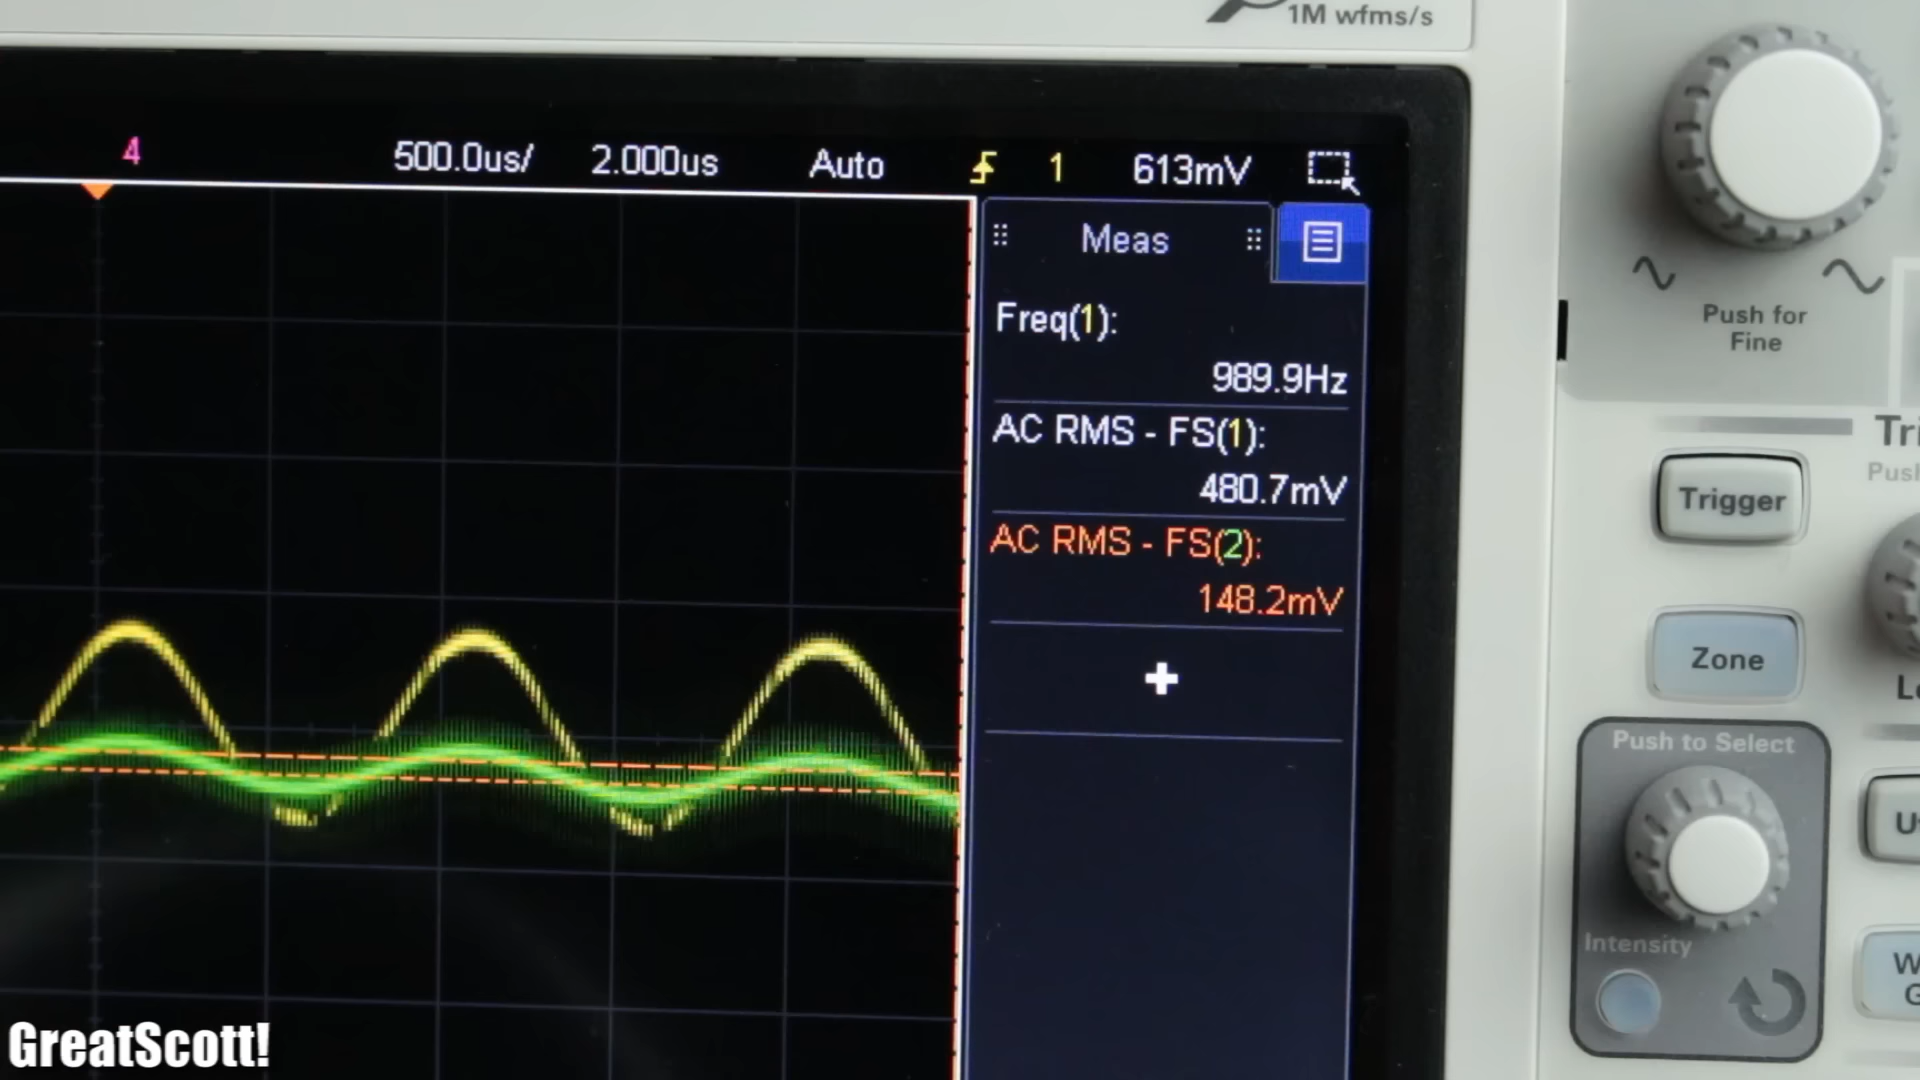 1M wfms/s
4 500.0us/ 2.000us Auto 1 613mV
Meas
Freq(1):
989.9Hz
AC RMS - FS(1):
480.7mV
AC RMS - FS(2):
148.2mV
Push for
Fine
Trigger
Zone
Push to Select
Intensity
GreatScott!